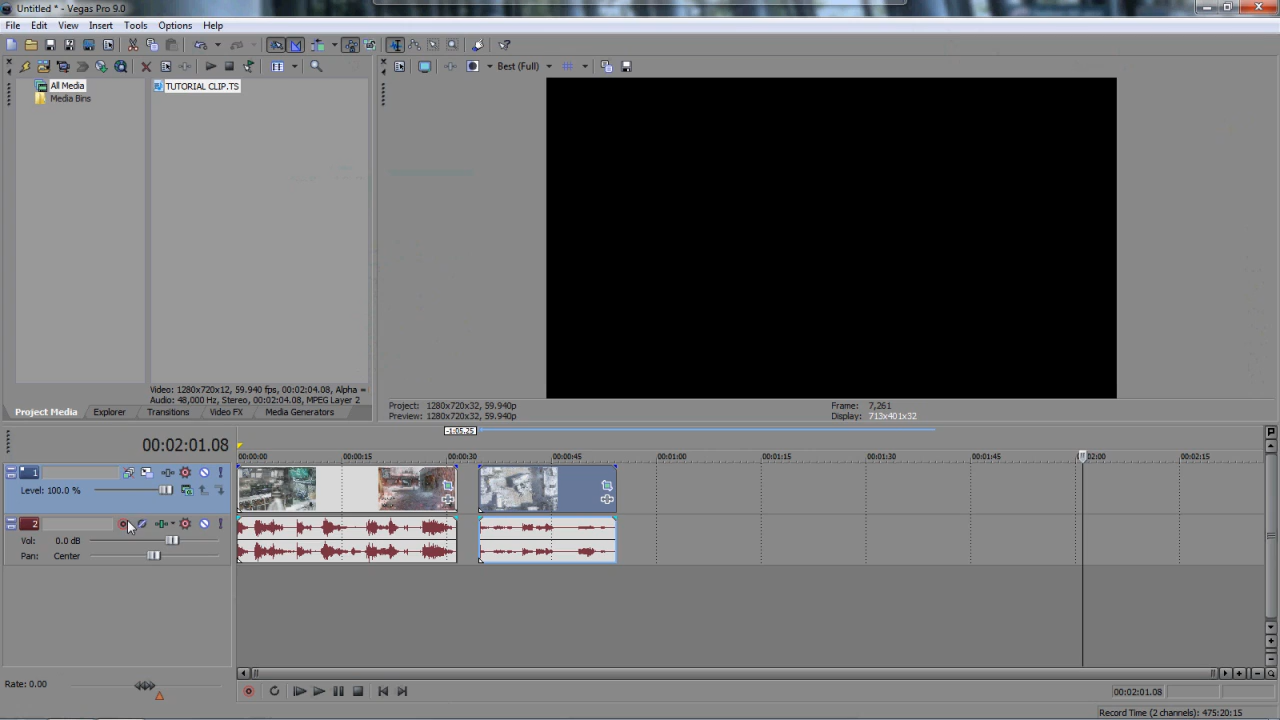 Untitled * - Vegas Pro 9.0
File Edit View Insert Tools Options Help
Best (Full)
All Media
Media Bins
TUTORIAL CLIP.TS
Video: 1280x720x12, 59.940 fps, 00:02:04.08, Alpha =
Audio: 48,000 Hz, Stereo, 00:02:04.08, MPEG Layer 2
Project Media Explorer Transitions Video FX Media Generators
Project: 1280x720x32, 59.940p
Preview: 1280x720x32, 59.940p
Frame: 7,261
Display: 713x401x32
00:02:01.08
-1:05.25
00:00:00 00:00:15 00:00:30 00:00:45 00:01:00 00:01:15 00:01:30 00:01:45 00:02:00 00:02:15
1
Level: 100.0 %
2
Vol: 0.0 dB
Pan: Center
Rate: 0.00
00:02:01.08
Record Time (2 channels): 475:20:15